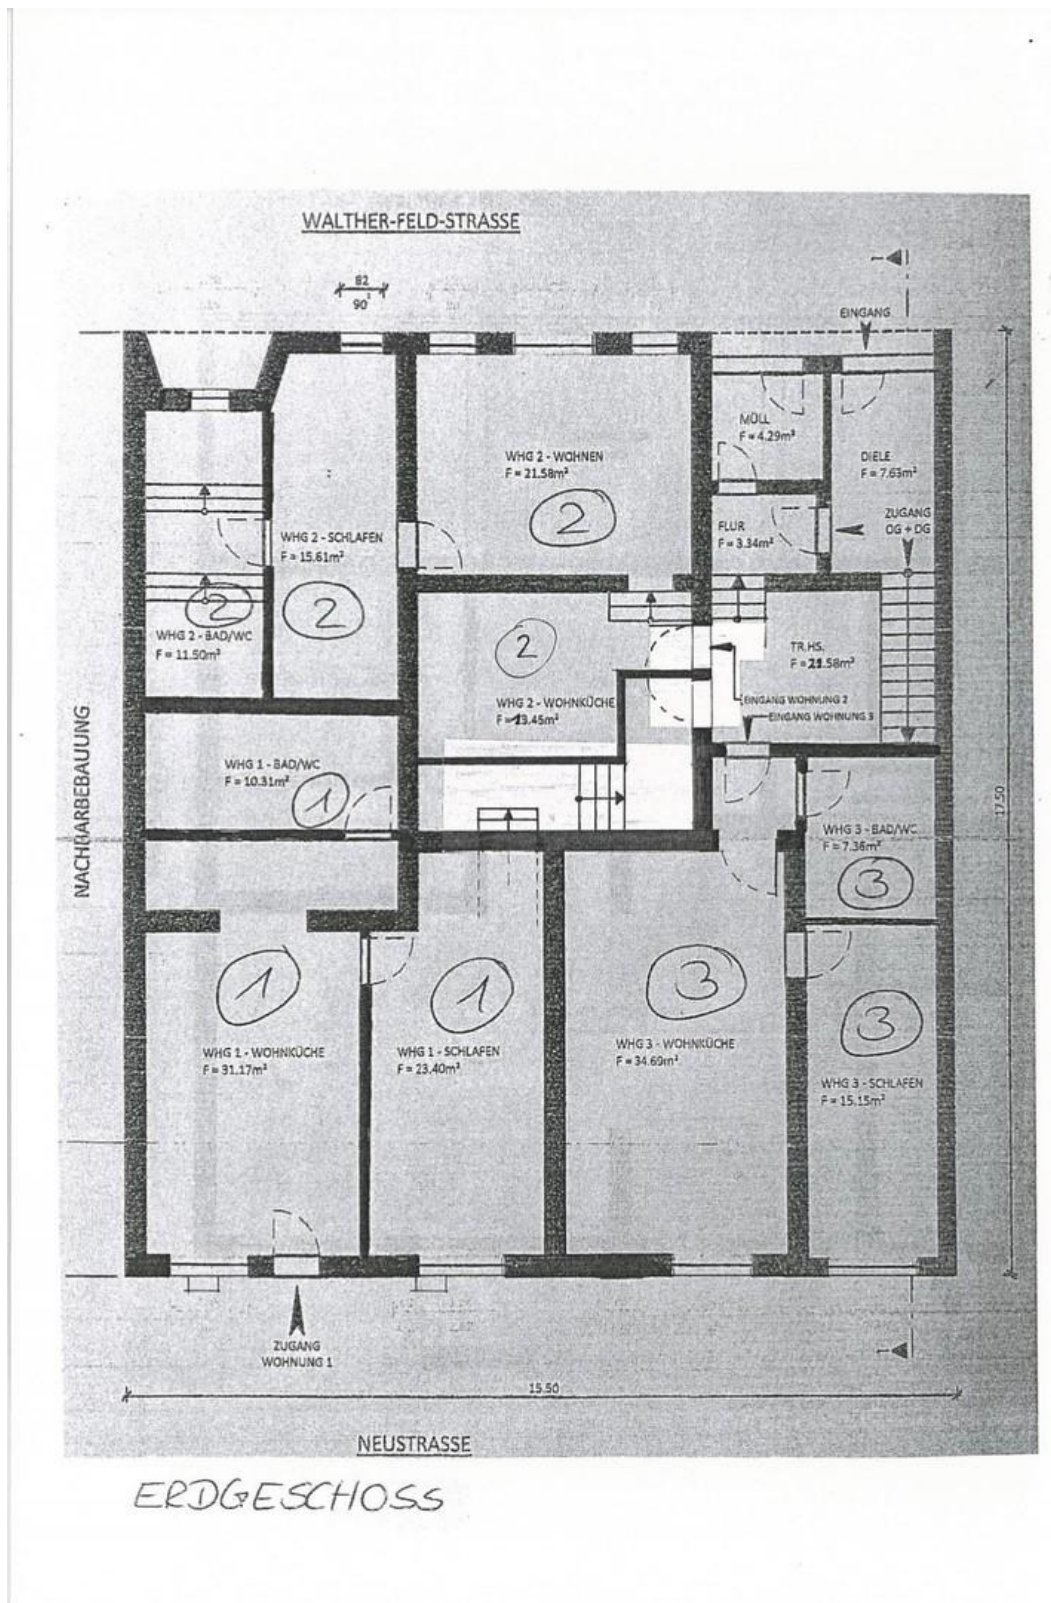 WALTHER-FELD-STRASSE
1
82
90¹
EINGANG
MÜLL
F = 4.29m²
WHG 2 - WOHNEN
F = 21.58m²
DIELE
F = 7.63m²
2
ZUGANG
OG + DG
FLUR
F = 3.34m²
WHG 2 - SCHLAFEN
F = 15.61m²
2
2
WHG 2 - BAD/WC
F = 11.50m²
2
TR.HS.
F = 21.58m²
WHG 2 - WOHNKÜCHE
F = 13.45m²
EINGANG WOHNUNG 2
EINGANG WOHNUNG 3
NACHBARBEBAUUNG
WHG 1 - BAD/WC
F = 10.31m²
1
17.50
WHG 3 - BAD/WC
F = 7.36m²
3
1
1
3
3
WHG 1 - WOHNKÜCHE
F = 31.17m²
WHG 1 - SCHLAFEN
F = 23.40m²
WHG 3 - WOHNKÜCHE
F = 34.69m²
WHG 3 - SCHLAFEN
F = 15.15m²
ZUGANG
WOHNUNG 1
1
15.50
NEUSTRASSE
ERDGESCHOSS